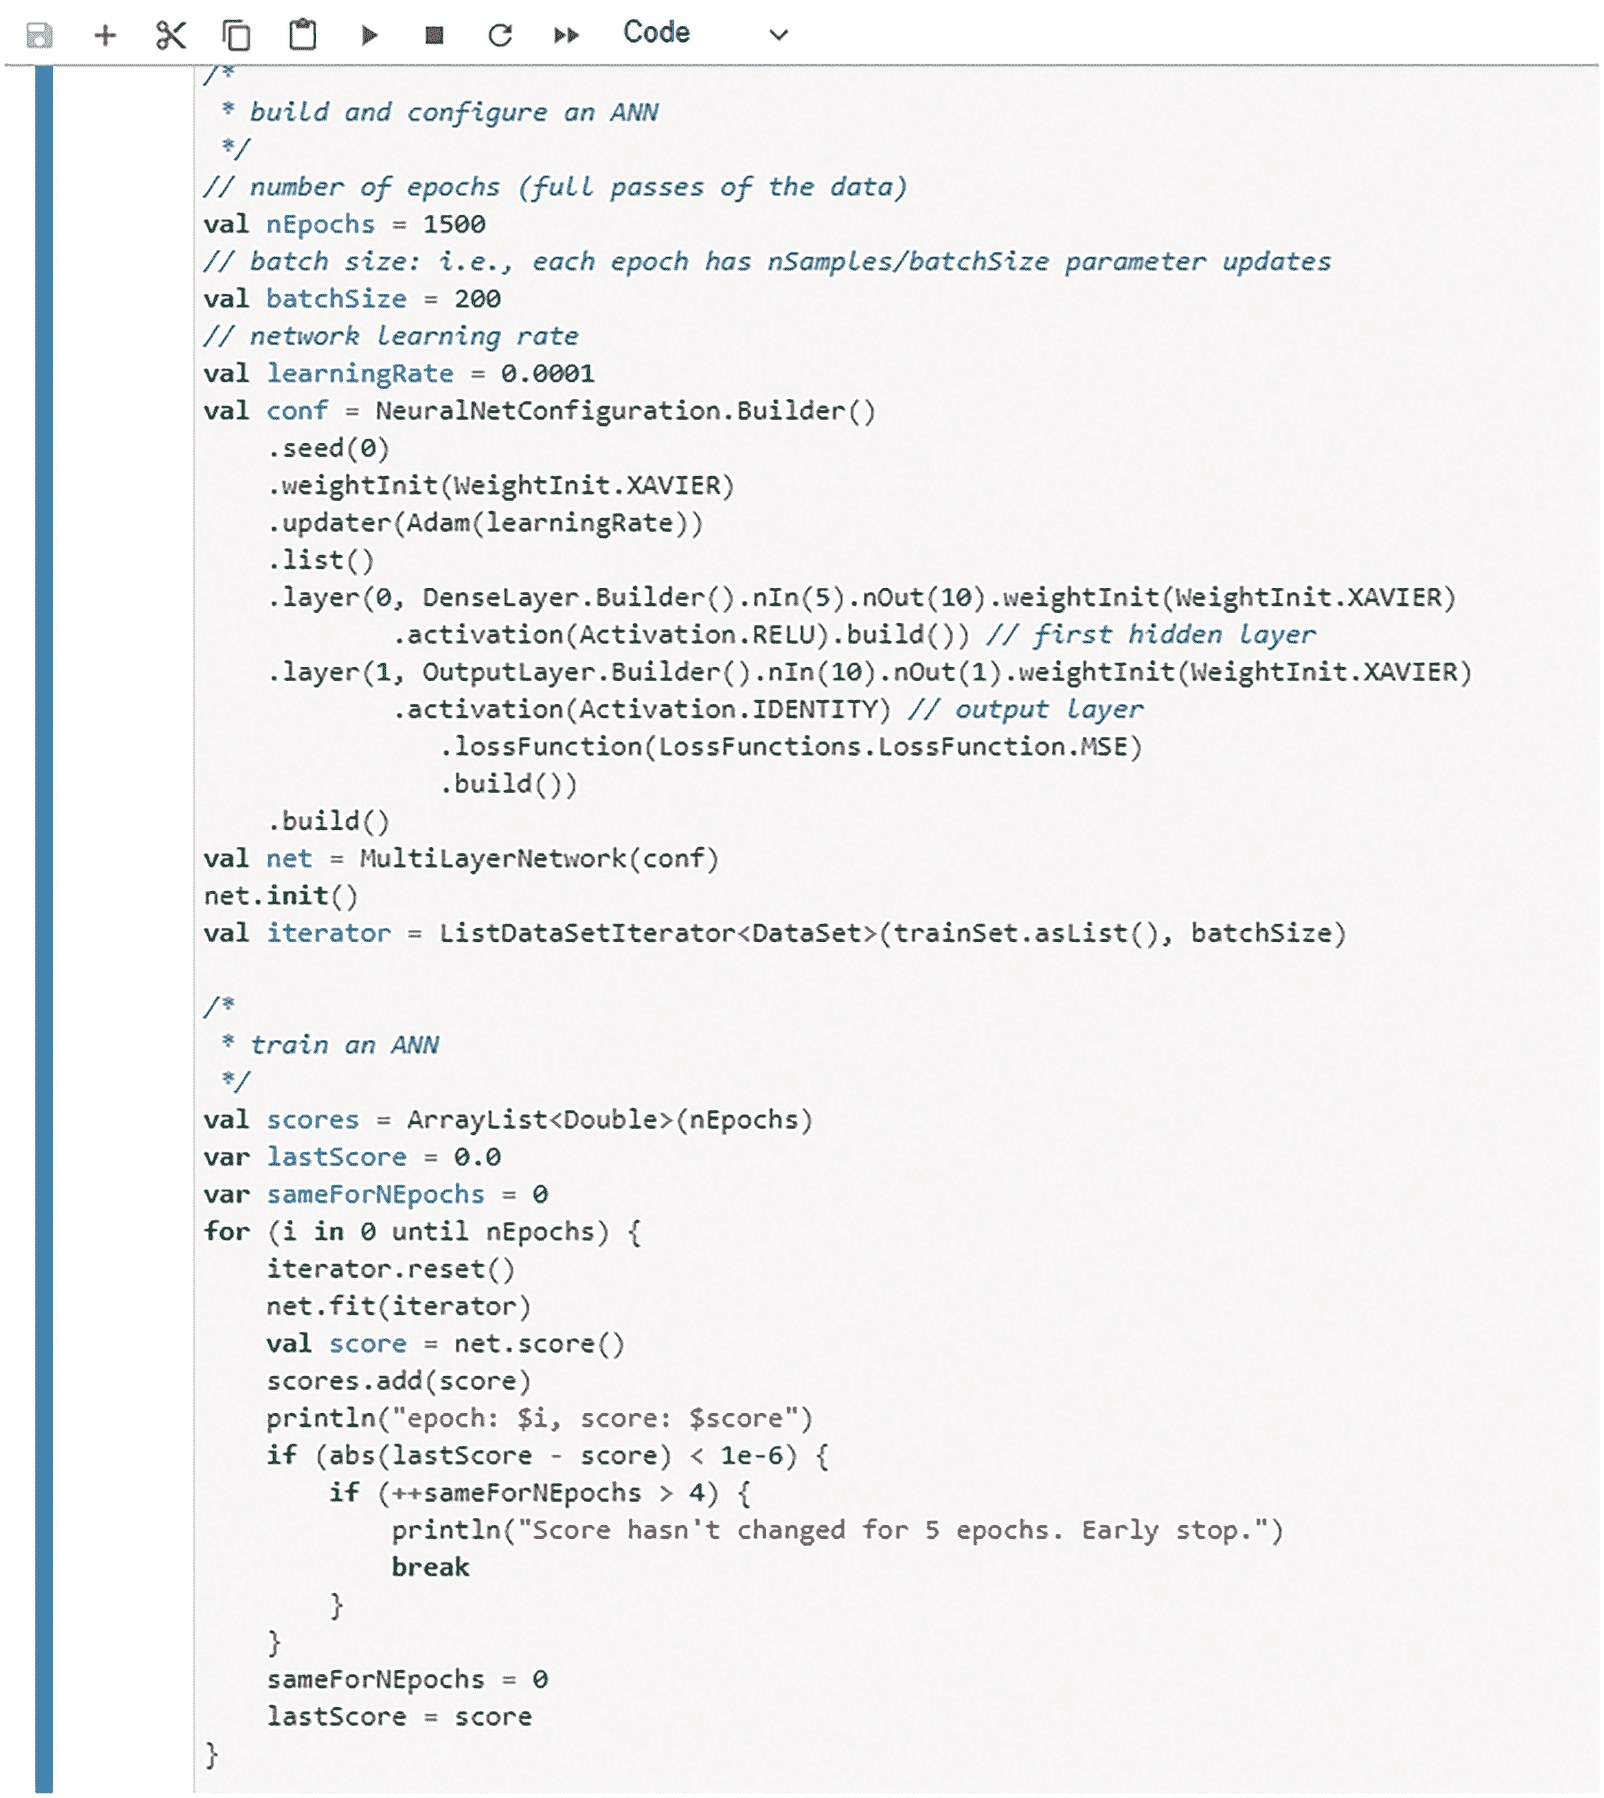 Code
/*
 * build and configure an ANN
 */
// number of epochs (full passes of the data)
val nEpochs = 1500
// batch size: i.e., each epoch has nSamples/batchSize parameter updates
val batchSize = 200
// network learning rate
val learningRate = 0.0001
val conf = NeuralNetConfiguration.Builder()
    .seed(0)
    .weightInit(WeightInit.XAVIER)
    .updater(Adam(learningRate))
    .list()
    .layer(0, DenseLayer.Builder().nIn(5).nOut(10).weightInit(WeightInit.XAVIER)
            .activation(Activation.RELU).build()) // first hidden layer
    .layer(1, OutputLayer.Builder().nIn(10).nOut(1).weightInit(WeightInit.XAVIER)
            .activation(Activation.IDENTITY) // output layer
               .lossFunction(LossFunctions.LossFunction.MSE)
               .build())
    .build()
val net = MultiLayerNetwork(conf)
net.init()
val iterator = ListDataSetIterator<DataSet>(trainSet.asList(), batchSize)
/*
 * train an ANN
 */
val scores = ArrayList<Double>(nEpochs)
var lastScore = 0.0
var sameForNEpochs = 0
for (i in 0 until nEpochs) {
    iterator.reset()
    net.fit(iterator)
    val score = net.score()
    scores.add(score)
    println("epoch: $i, score: $score")
    if (abs(lastScore - score) < 1e-6) {
        if (++sameForNEpochs > 4) {
            println("Score hasn't changed for 5 epochs. Early stop.")
            break
        }
    }
    sameForNEpochs = 0
    lastScore = score
}